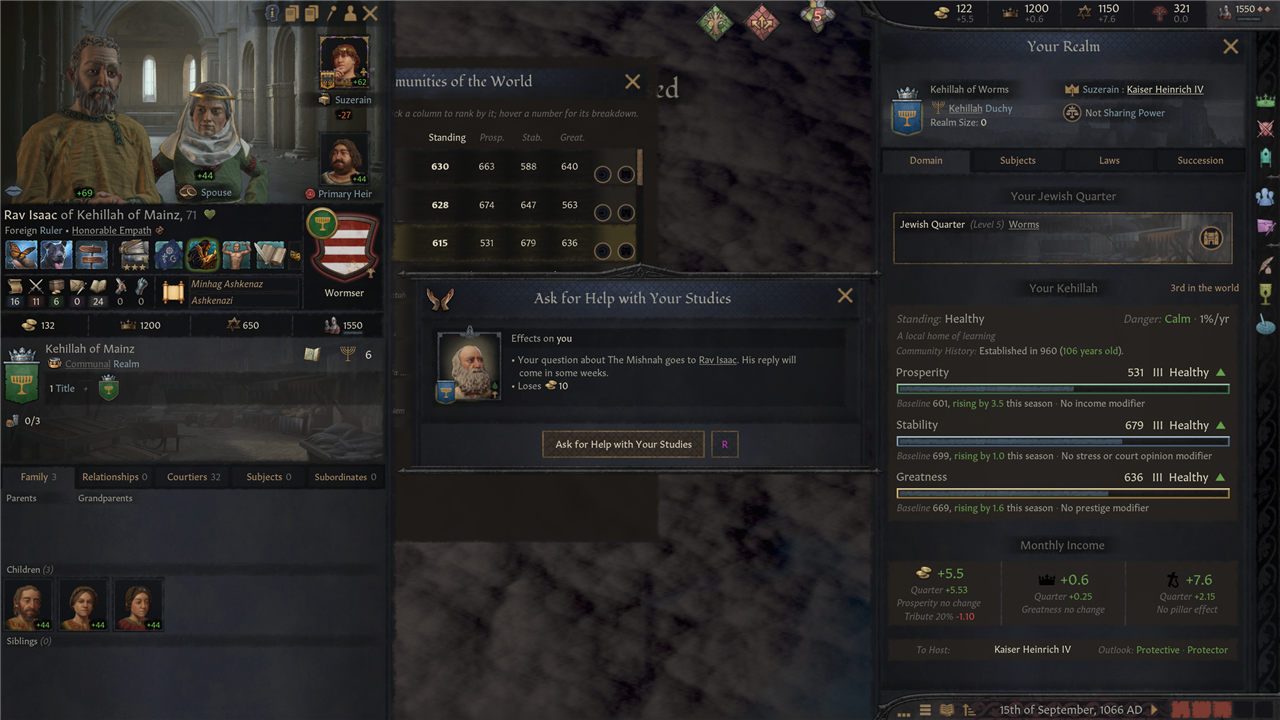 +62
Suzerain
-27
+69
+44
Spouse
+44
Primary Heir
Rav Isaac of Kehillah of Mainz, 71
Foreign Ruler • Honorable Empath
16 11 6 0 24 0 0
Minhag Ashkenaz
Ashkenazi
Wormser
132 1200 650 1550
Kehillah of Mainz
Communal Realm
6
1 Title
0/3
Family 3 Relationships 0 Courtiers 32 Subjects 0 Subordinates 0
Parents Grandparents
Children (3)
+44 +44 +44
Siblings (0)
5
munities of the World
ed
ck a column to rank by it; hover a number for its breakdown.
Standing Prosp. Stab. Great.
630 663 588 640
628 674 647 563
615 531 679 636
Ask for Help with Your Studies
Effects on you
• Your question about The Mishnah goes to Rav Isaac. His reply will
come in some weeks.
• Loses 10
Ask for Help with Your Studies R
122 1200 1150 321 1550
+5.5 +0.6 +7.6 0.0
Your Realm
Kehillah of Worms
Kehillah Duchy
Realm Size: 0
Suzerain : Kaiser Heinrich IV
Not Sharing Power
Domain Subjects Laws Succession
Your Jewish Quarter
Jewish Quarter (Level 5) Worms
Your Kehillah 3rd in the world
Standing: Healthy Danger: Calm · 1%/yr
A local home of learning
Community History: Established in 960 (106 years old).
Prosperity 531 III Healthy
Baseline 601, rising by 3.5 this season · No income modifier
Stability 679 III Healthy
Baseline 699, rising by 1.0 this season · No stress or court opinion modifier
Greatness 636 III Healthy
Baseline 669, rising by 1.6 this season · No prestige modifier
Monthly Income
+5.5
Quarter +5.53
Prosperity no change
Tribute 20% -1.10
+0.6
Quarter +0.25
Greatness no change
+7.6
Quarter +2.15
No pillar effect
To Host: Kaiser Heinrich IV Outlook: Protective · Protector
15th of September, 1066 AD